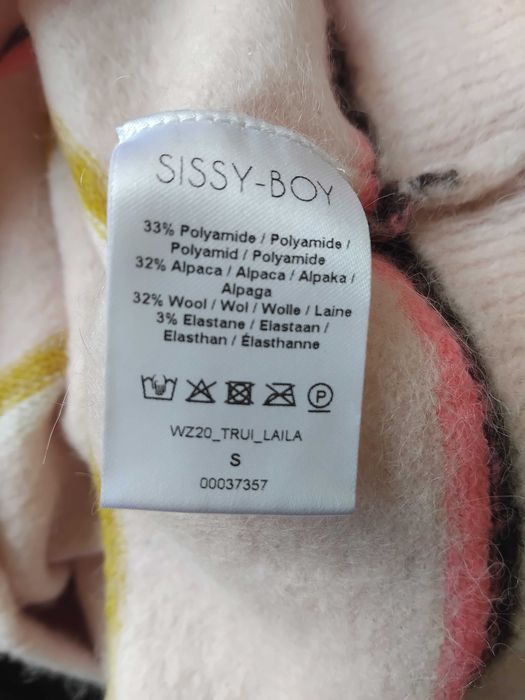 SISSY-BOY
33% Polyamide / Polyamide /
Polyamid / Polyamide
32% Alpaca / Alpaca / Alpaka /
Alpaga
32% Wool / Wol / Wolle / Laine
3% Elastane / Elastaan /
Elasthan / Élasthanne
P
WZ20_TRUI_LAILA
S
00037357